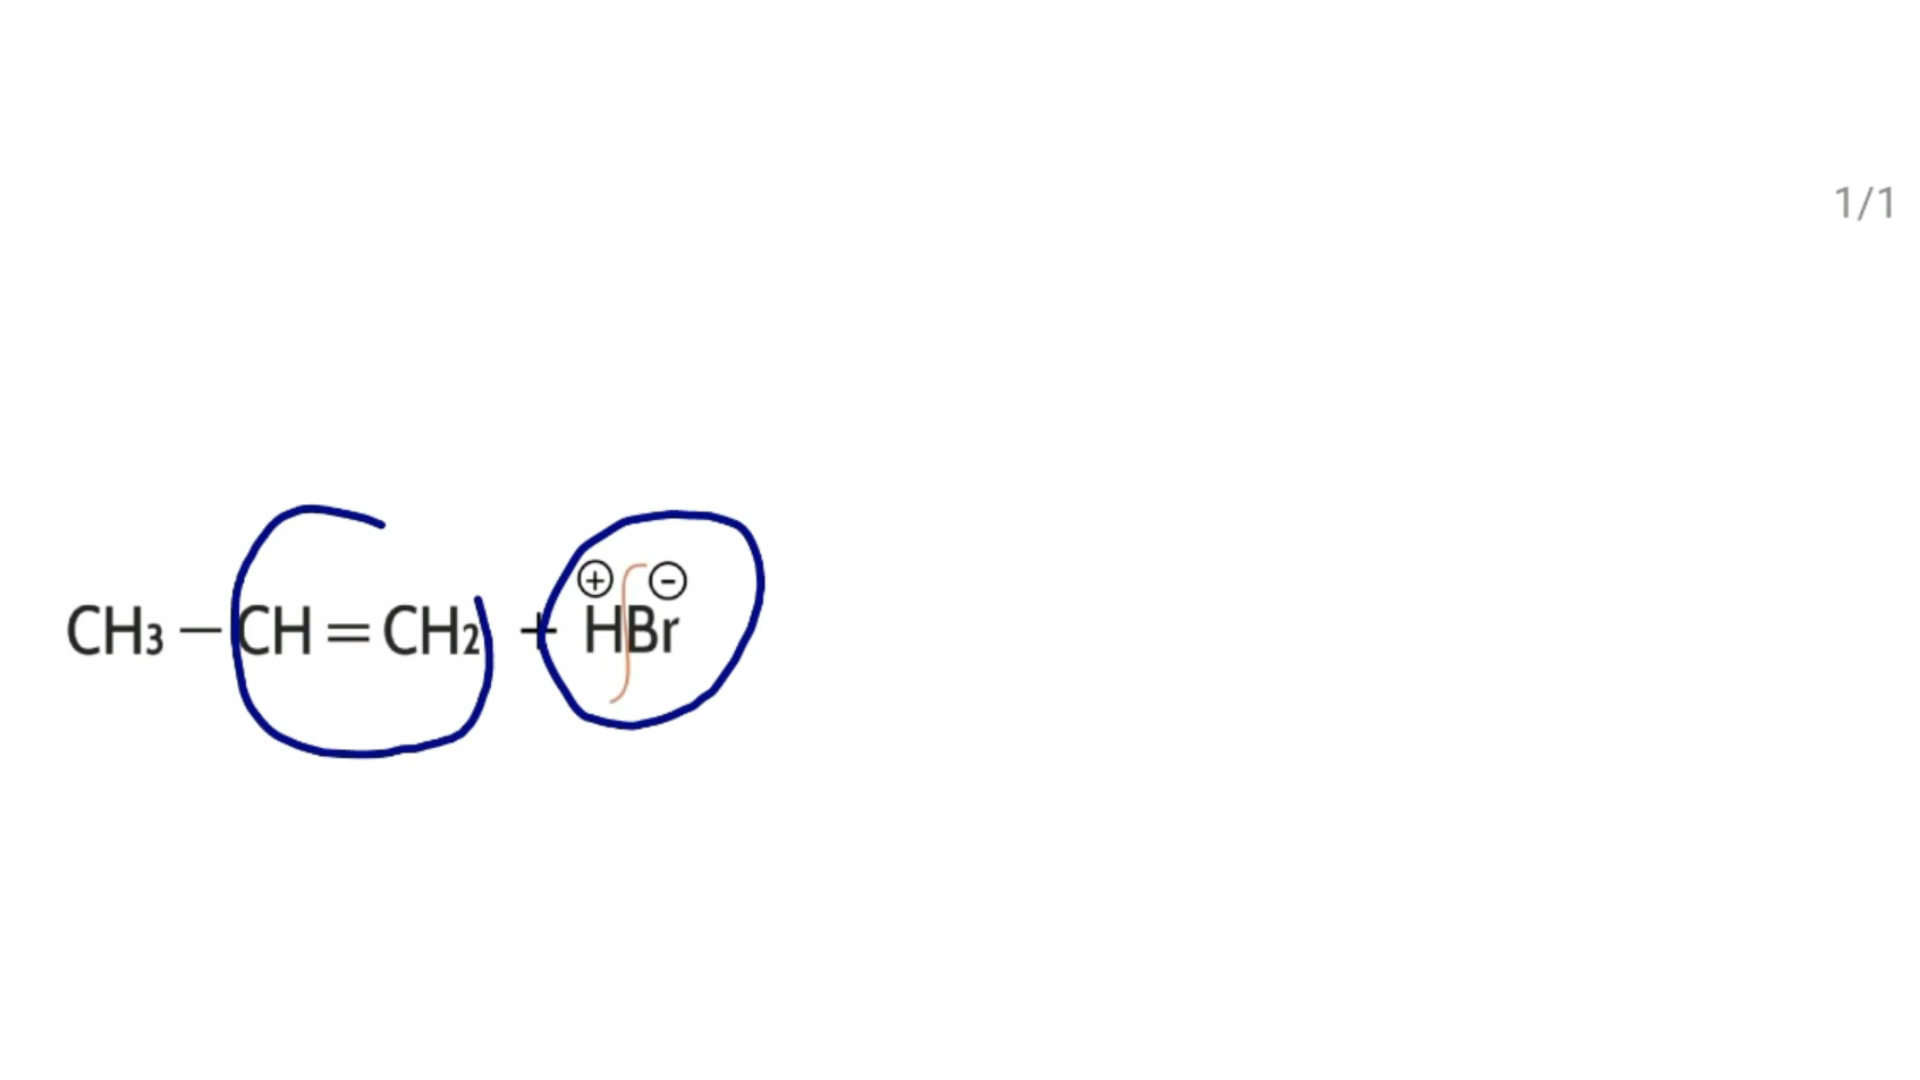 1/1
⊕ ⊖
CH₃ − CH = CH₂ + HBr